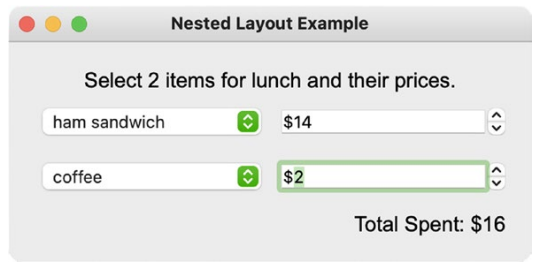 Nested Layout Example
Select 2 items for lunch and their prices.
ham sandwich $14
coffee $2
Total Spent: $16